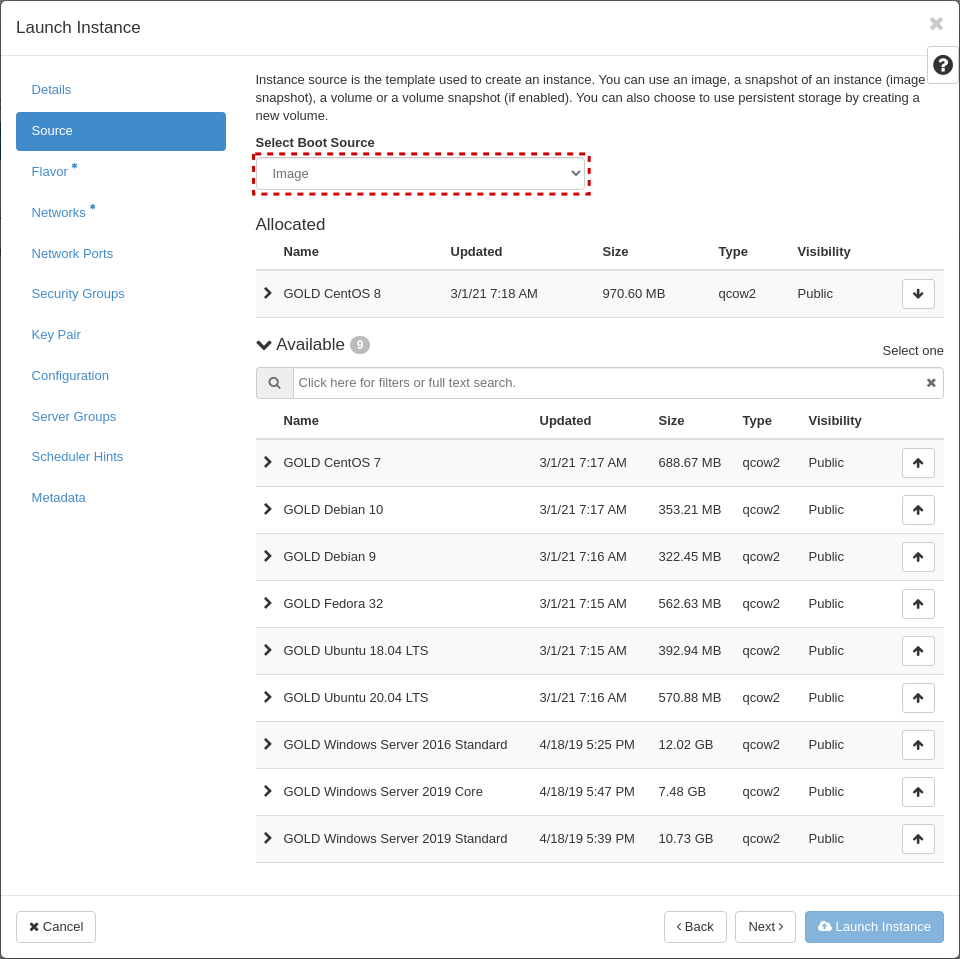 Launch Instance
Details
Source
Flavor *
Networks *
Network Ports
Security Groups
Key Pair
Configuration
Server Groups
Scheduler Hints
Metadata
Instance source is the template used to create an instance. You can use an image, a snapshot of an instance (image
snapshot), a volume or a volume snapshot (if enabled). You can also choose to use persistent storage by creating a
new volume.
Select Boot Source
Image
Allocated
Name Updated Size Type Visibility
GOLD CentOS 8 3/1/21 7:18 AM 970.60 MB qcow2 Public
Available 9
Select one
Click here for filters or full text search.
Name Updated Size Type Visibility
GOLD CentOS 7 3/1/21 7:17 AM 688.67 MB qcow2 Public
GOLD Debian 10 3/1/21 7:17 AM 353.21 MB qcow2 Public
GOLD Debian 9 3/1/21 7:16 AM 322.45 MB qcow2 Public
GOLD Fedora 32 3/1/21 7:15 AM 562.63 MB qcow2 Public
GOLD Ubuntu 18.04 LTS 3/1/21 7:15 AM 392.94 MB qcow2 Public
GOLD Ubuntu 20.04 LTS 3/1/21 7:16 AM 570.88 MB qcow2 Public
GOLD Windows Server 2016 Standard 4/18/19 5:25 PM 12.02 GB qcow2 Public
GOLD Windows Server 2019 Core 4/18/19 5:47 PM 7.48 GB qcow2 Public
GOLD Windows Server 2019 Standard 4/18/19 5:39 PM 10.73 GB qcow2 Public
Cancel
‹ Back
Next ›
Launch Instance